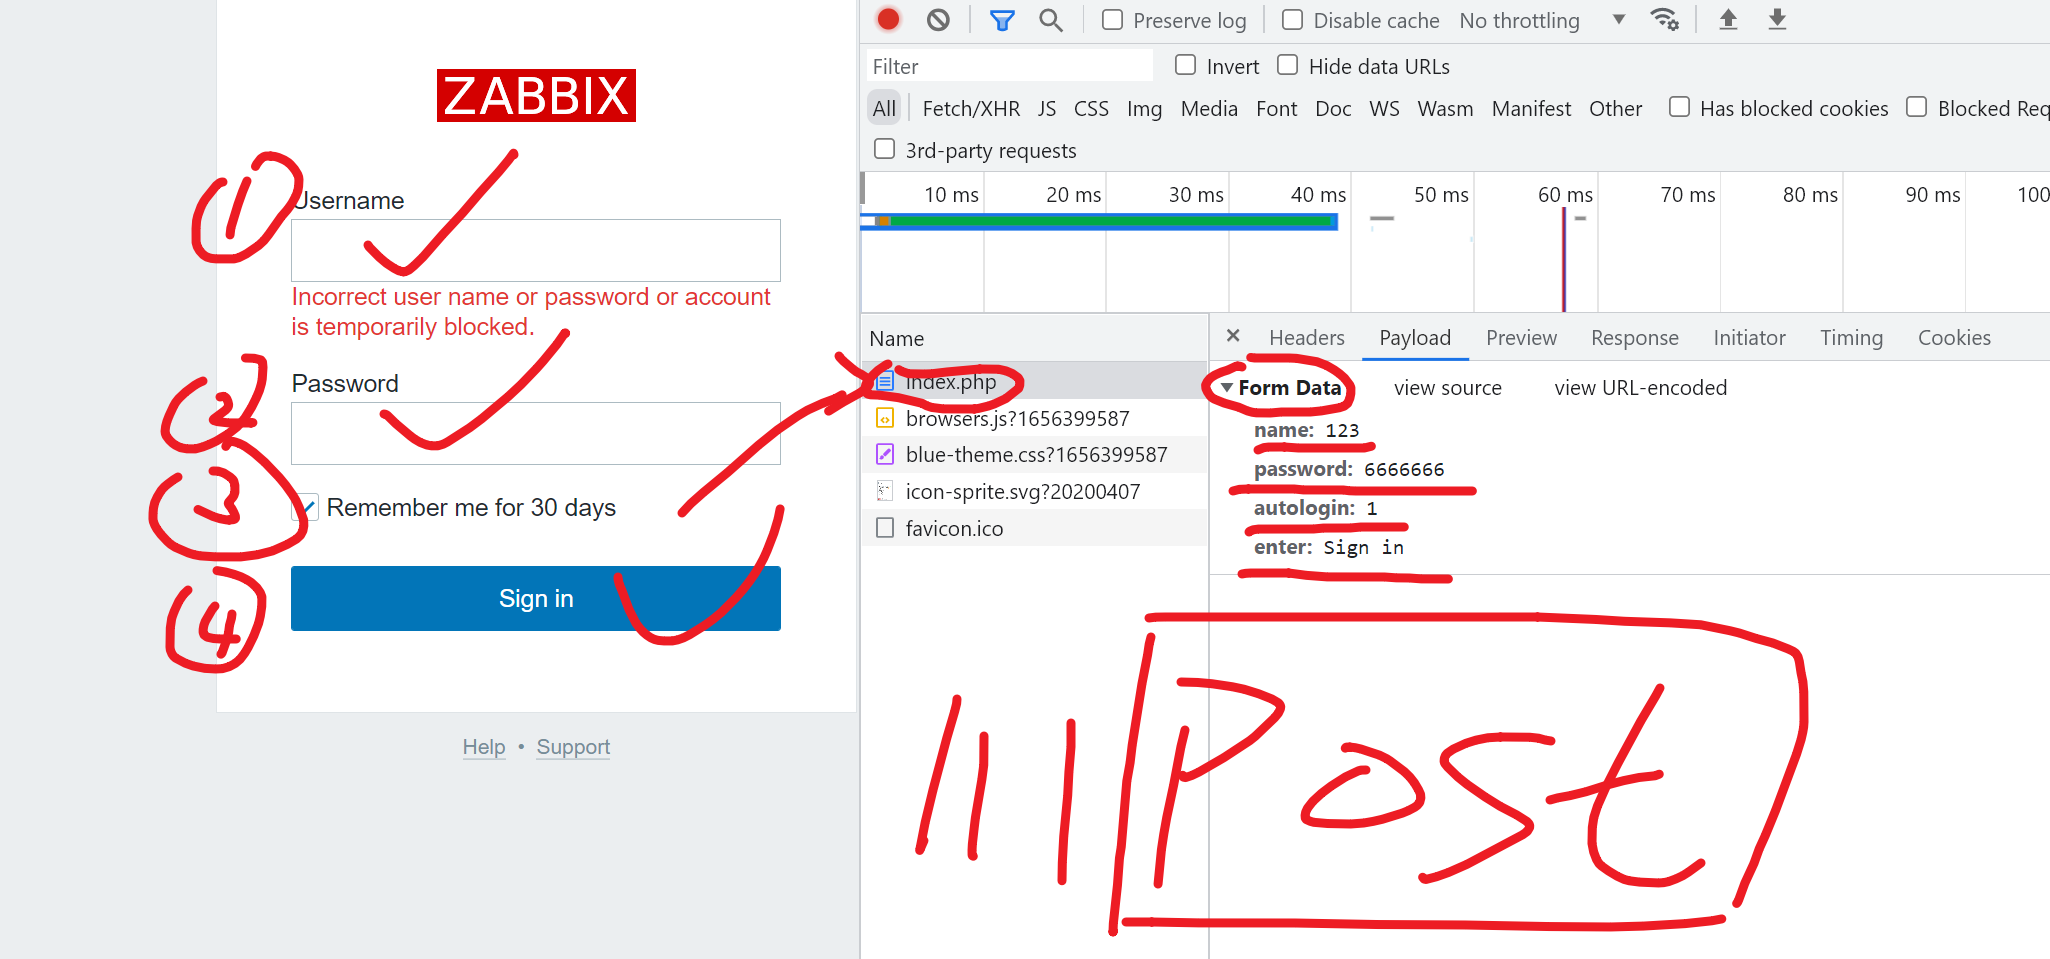 ZABBIX
1
Username
Incorrect user name or password or account
is temporarily blocked.
2
Password
3
Remember me for 30 days
4
Sign in
Help • Support
Preserve log
Disable cache
No throttling
Filter
Invert
Hide data URLs
All
Fetch/XHR JS CSS Img Media Font Doc WS Wasm Manifest Other
Has blocked cookies
Blocked Req
3rd-party requests
10 ms 20 ms 30 ms 40 ms 50 ms 60 ms 70 ms 80 ms 90 ms 100
Name
index.php
browsers.js?1656399587
blue-theme.css?1656399587
icon-sprite.svg?20200407
favicon.ico
× Headers Payload Preview Response Initiator Timing Cookies
Form Data view source view URL-encoded
name: 123
password: 6666666
autologin: 1
enter: Sign in
Post